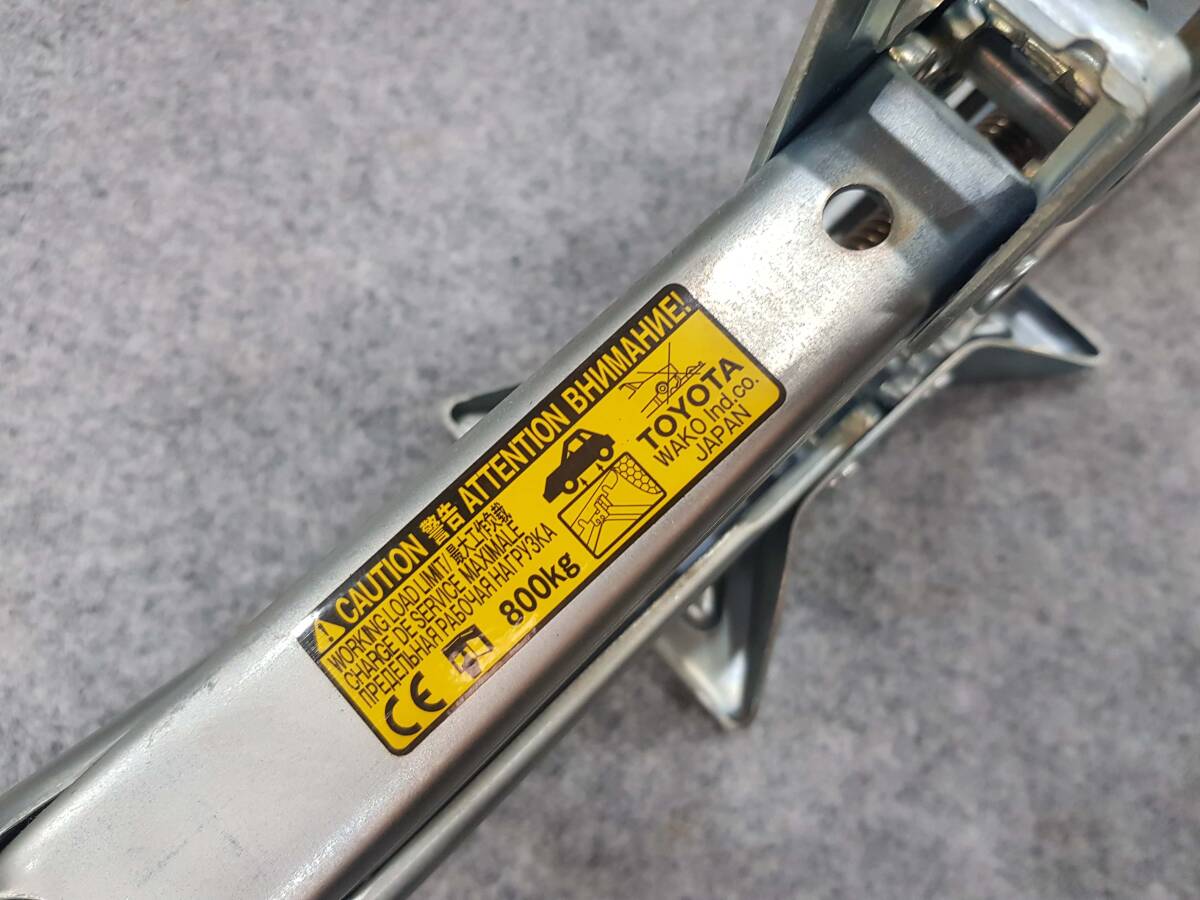 CAUTION 警告 ATTENTION ВНИМАНИЕ!
WORKING LOAD LIMIT/最大工作负载
CHARGE DE SERVICE MAXIMALE
ПРЕДЕЛЬНАЯ РАБОЧАЯ НАГРУЗКА
CE
800kg
TOYOTA
WAKO Ind.co.
JAPAN